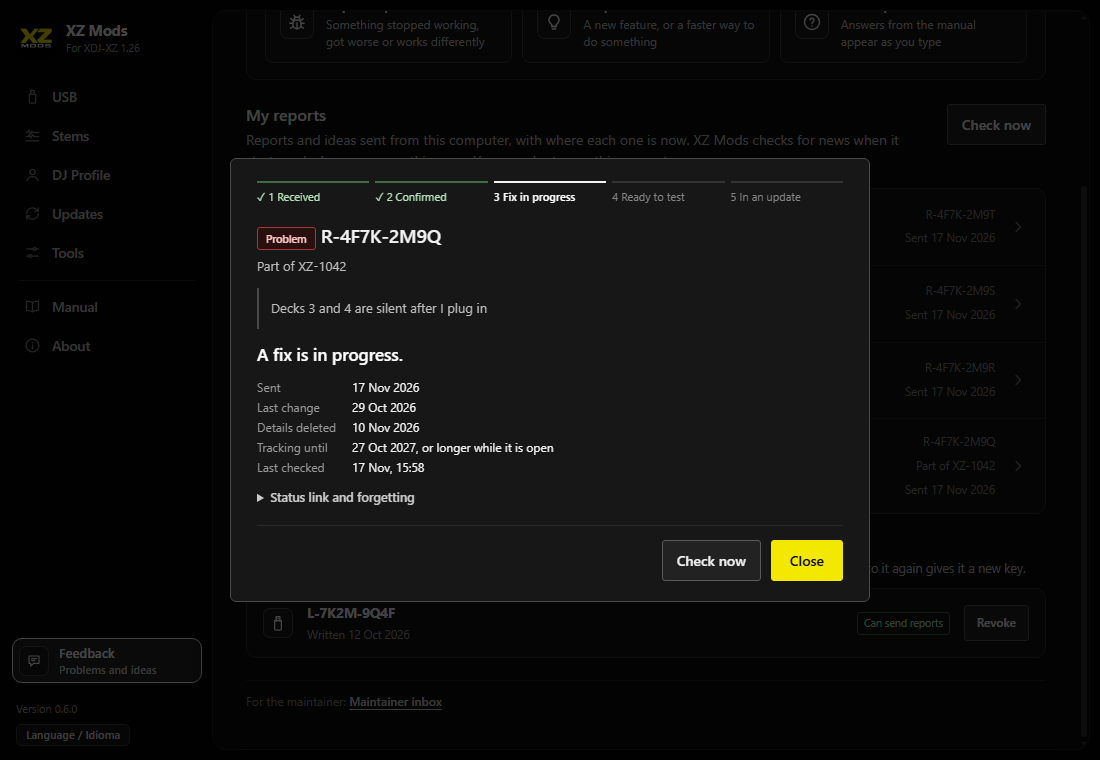 XZ
MODS
XZ Mods
For XDJ-XZ 1.26
USB
Stems
DJ Profile
Updates
Tools
Manual
About
Feedback
Problems and ideas
Version 0.6.0
Language / Idioma
Something stopped working,
got worse or works differently
A new feature, or a faster way to
do something
Answers from the manual
appear as you type
My reports
Reports and ideas sent from this computer, with where each one is now. XZ Mods checks for news when it
Check now
R-4F7K-2M9T
Sent 17 Nov 2026
R-4F7K-2M9S
Sent 17 Nov 2026
R-4F7K-2M9R
Sent 17 Nov 2026
R-4F7K-2M9Q
Part of XZ-1042
Sent 17 Nov 2026
✓ 1 Received
✓ 2 Confirmed
3 Fix in progress
4 Ready to test
5 In an update
Problem R-4F7K-2M9Q
Part of XZ-1042
Decks 3 and 4 are silent after I plug in
A fix is in progress.
Sent 17 Nov 2026
Last change 29 Oct 2026
Details deleted 10 Nov 2026
Tracking until 27 Oct 2027, or longer while it is open
Last checked 17 Nov, 15:58
Status link and forgetting
Check now
Close
it again gives it a new key.
L-7K2M-9Q4F
Written 12 Oct 2026
Can send reports
Revoke
For the maintainer: Maintainer inbox